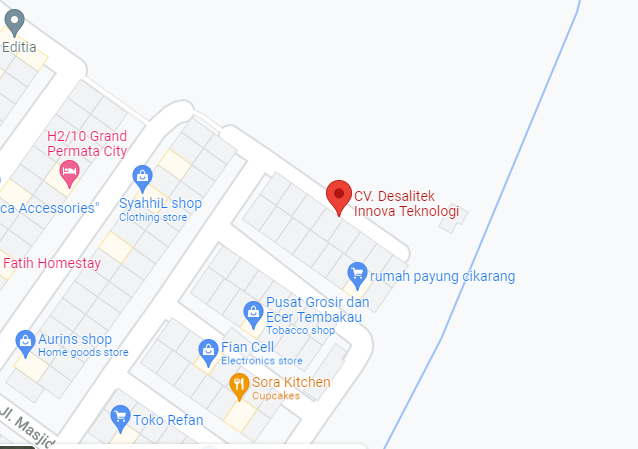 Editia
H2/10 Grand
Permata City
SyahhiL shop
Clothing store
CV. Desalitek
Innova Teknologi
ca Accessories"
Fatih Homestay
rumah payung cikarang
Pusat Grosir dan
Ecer Tembakau
Tobacco shop
Aurins shop
Home goods store
Fian Cell
Electronics store
Sora Kitchen
Cupcakes
Toko Refan
Jl. Masjid